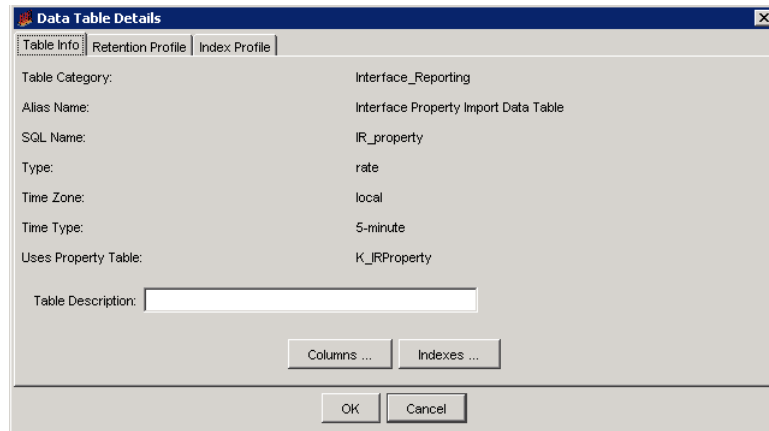 Data Table Details
Table Info Retention Profile Index Profile
Table Category: Interface_Reporting
Alias Name: Interface Property Import Data Table
SQL Name: IR_property
Type: rate
Time Zone: local
Time Type: 5-minute
Uses Property Table: K_IRProperty
Table Description:
Columns ... Indexes ...
OK Cancel